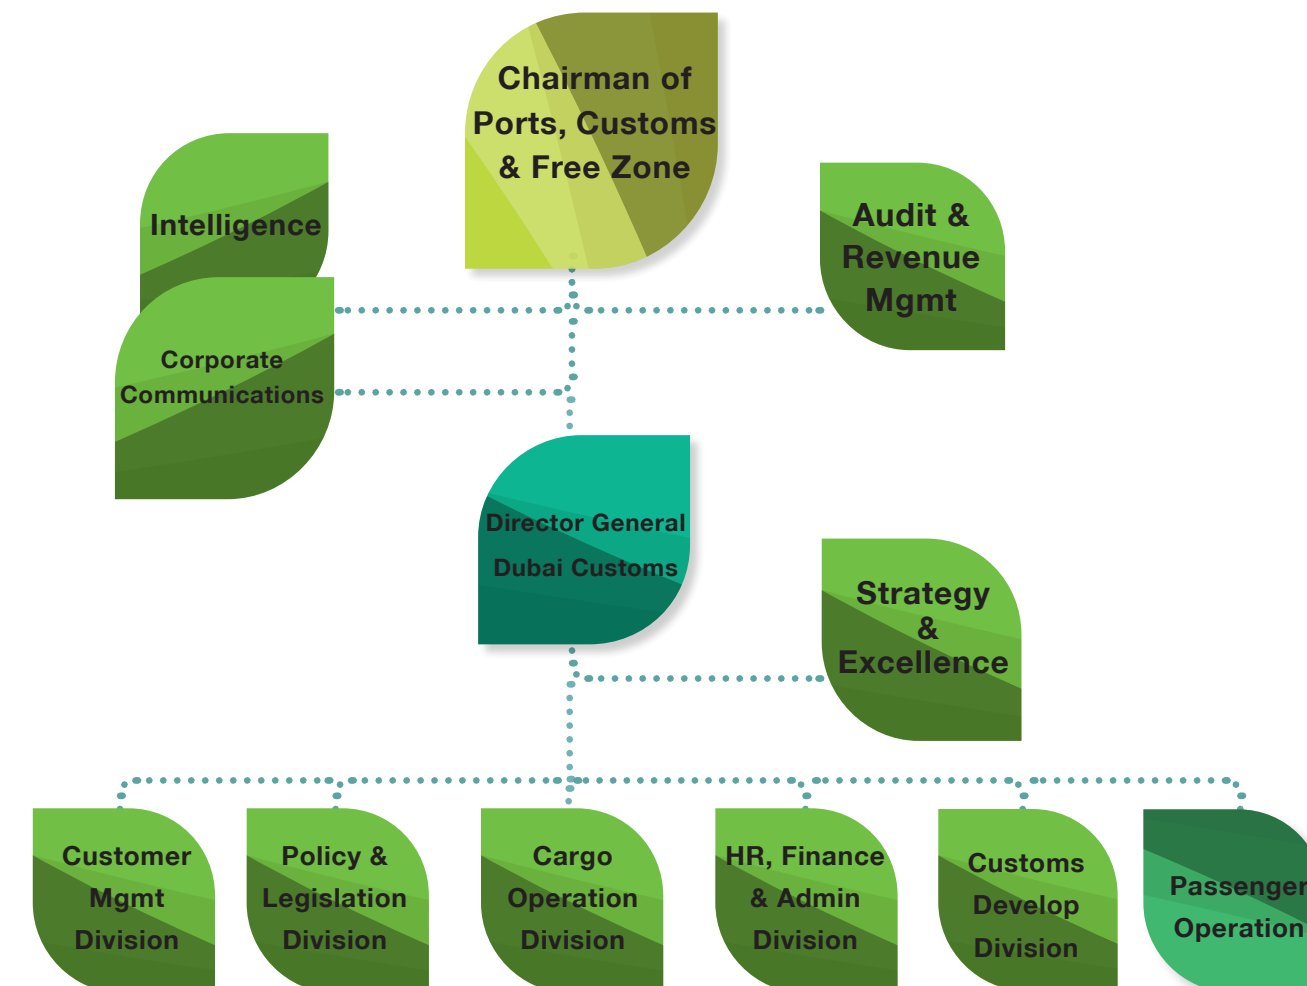 Chairman of
Ports, Customs
& Free Zone
Intelligence
Audit &
Revenue
Mgmt
Corporate
Communications
Director General
Dubai Customs
Strategy
&
Excellence
Customer
Mgmt
Division
Policy &
Legislation
Division
Cargo
Operation
Division
HR, Finance
& Admin
Division
Customs
Develop
Division
Passenger
Operation